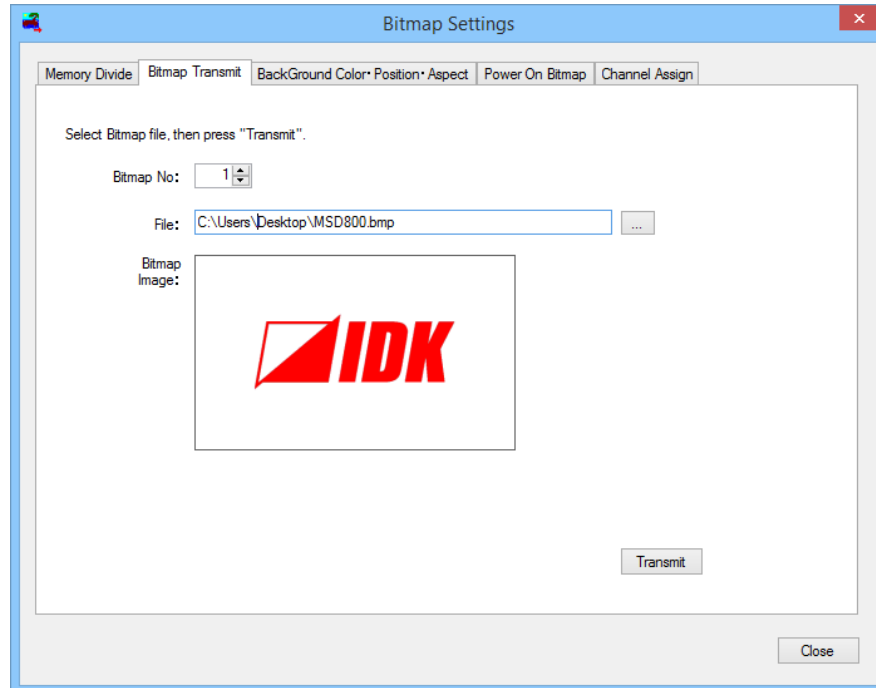 Bitmap Settings
Memory Divide Bitmap Transmit BackGround Color・Position・Aspect Power On Bitmap Channel Assign
Select Bitmap file, then press "Transmit".
Bitmap No: 1
File: C:\Users\Desktop\MSD800.bmp ...
Bitmap
Image:
IDK
Transmit
Close